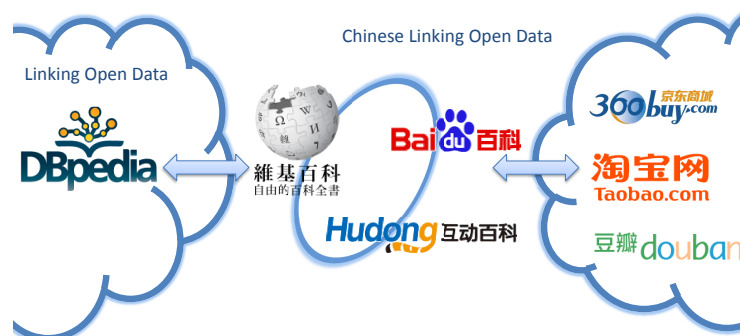 Chinese Linking Open Data
Linking Open Data
DBpedia
Ω W И
維
維基百科
自由的百科全書
Bai du 百科
Hudong 互动百科
360buy.com
京东商城
淘宝网
Taobao.com
豆瓣 douban